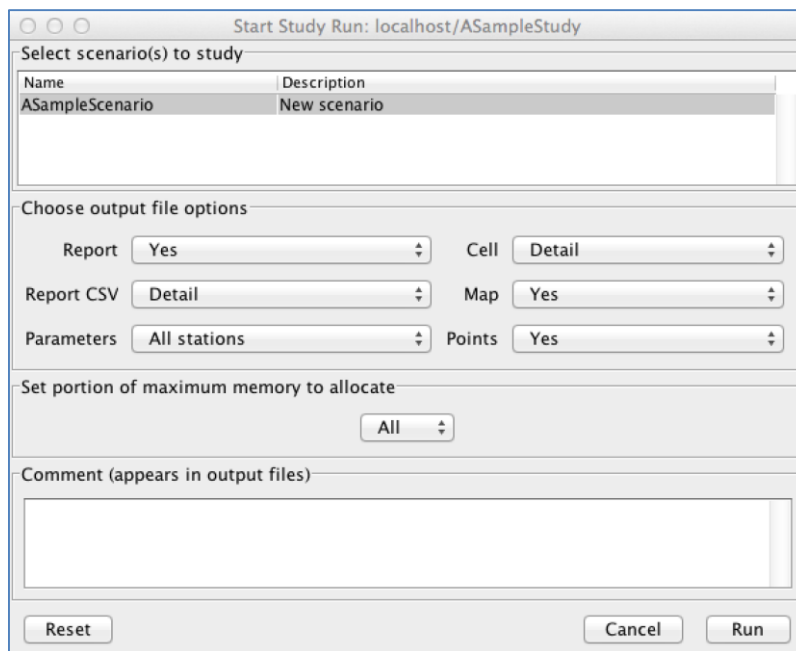 Start Study Run: localhost/ASampleStudy
Select scenario(s) to study
Name Description
ASampleScenario New scenario
Choose output file options
Report Yes Cell Detail
Report CSV Detail Map Yes
Parameters All stations Points Yes
Set portion of maximum memory to allocate
All
Comment (appears in output files)
Reset Cancel Run